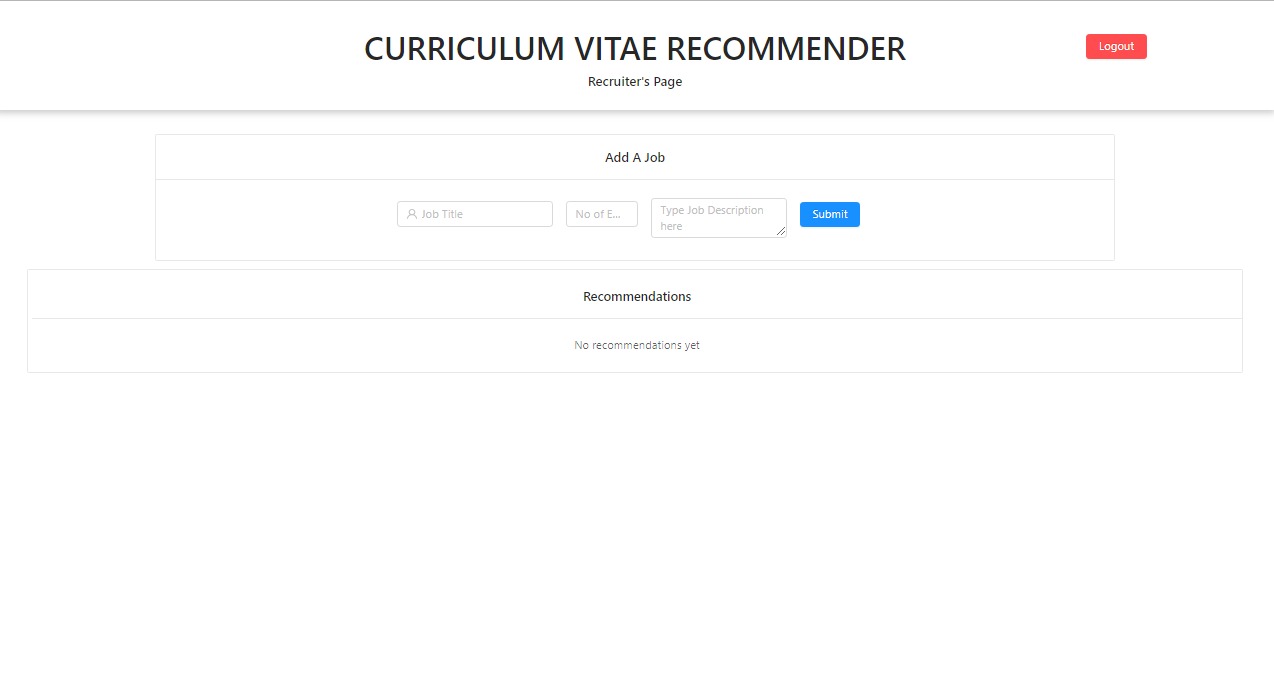 CURRICULUM VITAE RECOMMENDER
Logout
Recruiter's Page
Add A Job
Job Title
No of E...
Type Job Description
here
Submit
Recommendations
No recommendations yet